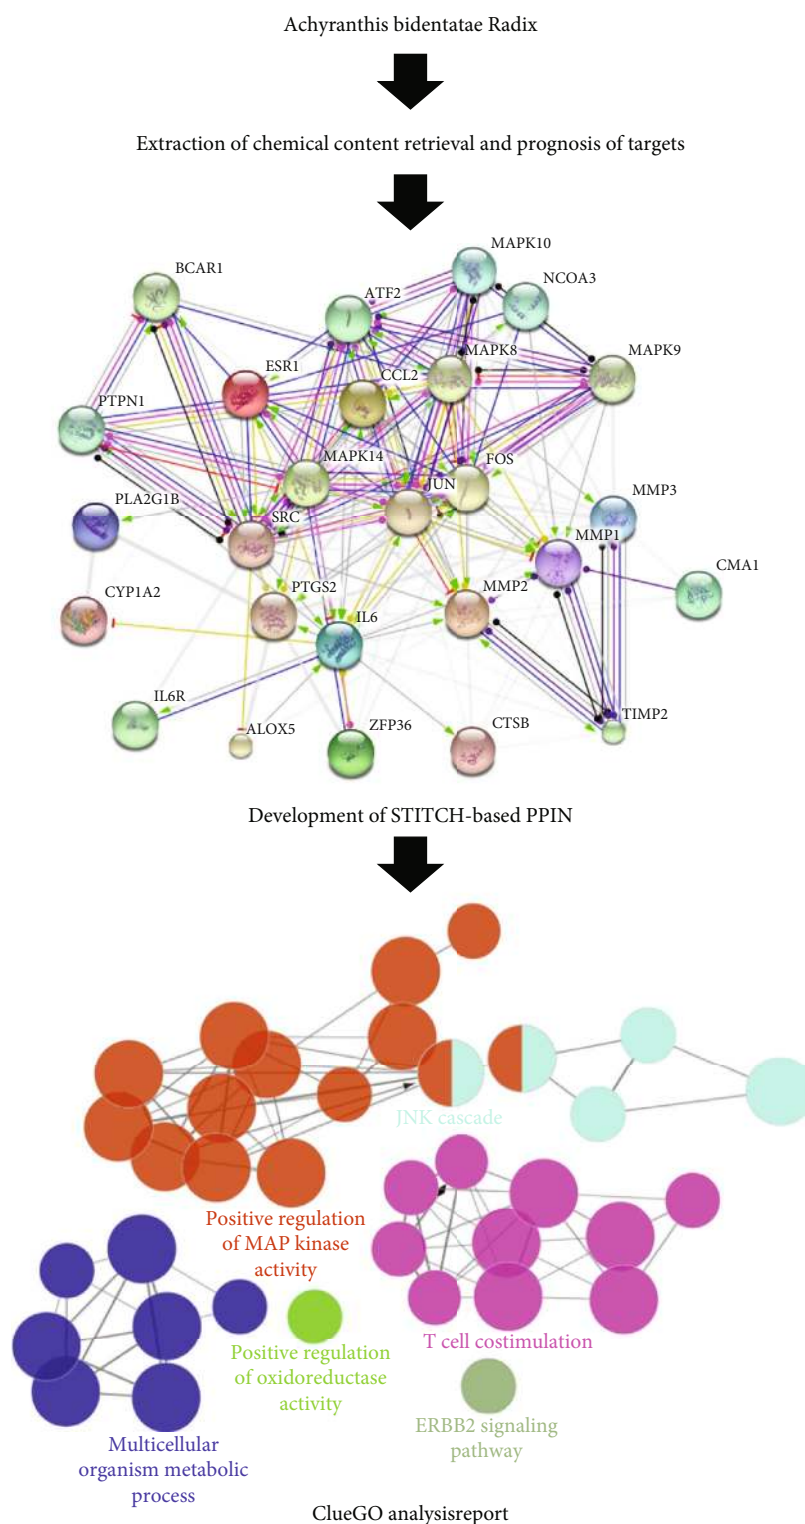 Achyranthis bidentatae Radix
Extraction of chemical content retrieval and prognosis of targets
MAPK10
BCAR1
NCOA3
ATF2
MAPK8
MAPK9
ESR1
CCL2
PTPN1
MAPK14
FOS
JUN
PLA2G1B
MMP3
SRC
MMP1
CMA1
CYP1A2
PTGS2
MMP2
IL6
IL6R
TIMP2
ALOX5
ZFP36
CTSB
Development of STITCH-based PPIN
JNK cascade
Positive regulation
of MAP kinase
activity
T cell costimulation
Positive regulation
of oxidoreductase
activity
ERBB2 signaling
pathway
Multicellular
organism metabolic
process
ClueGO analysisreport